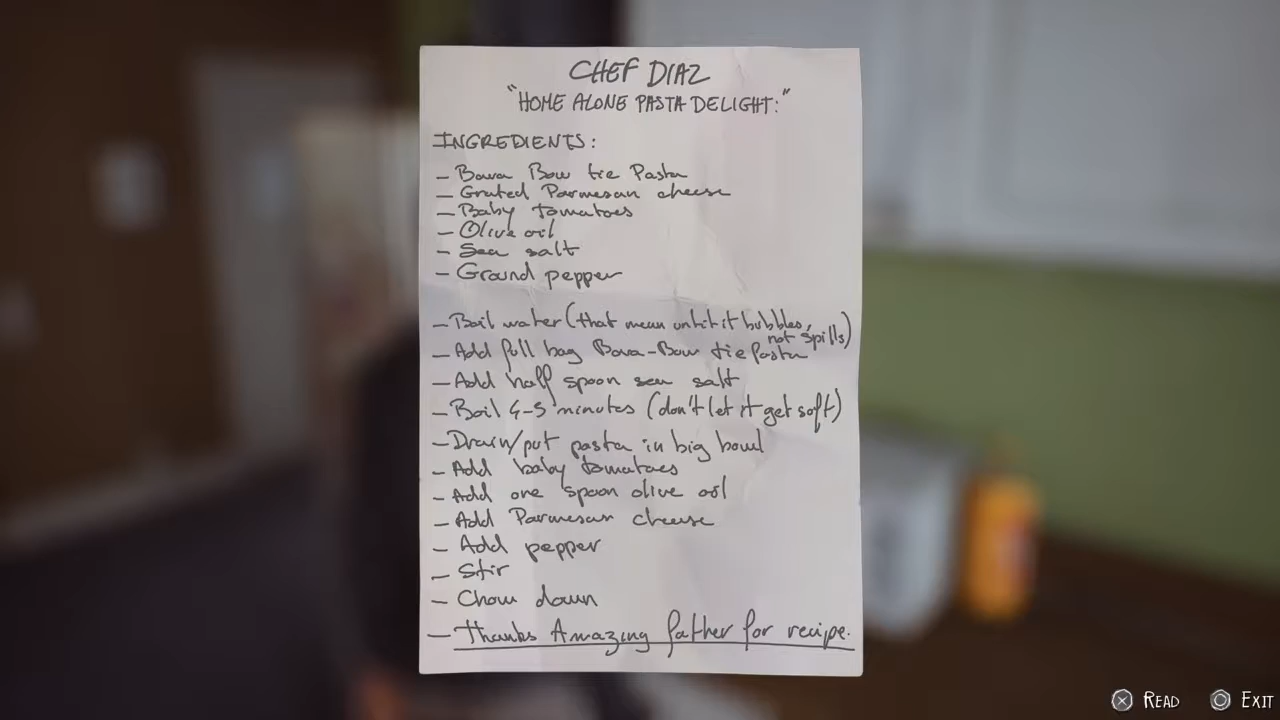 CHEF DIAZ
"HOME ALONE PASTA DELIGHT:"
INGREDIENTS:
- Bava Bow tie Pasta
- Grated Parmesan cheese
- Baby tomatoes
- Olive oil
- Sea salt
- Ground pepper
- Boil water (that mean until it bubbles, not spills)
- Add full bag Bava-Bow tie Pasta
- Add half spoon sea salt
- Boil 4-5 minutes (don't let it get soft)
- Drain/put pasta in big bowl
- Add baby tomatoes
- Add one spoon olive oil
- Add Parmesan cheese
- Add pepper
- Stir
- Chow down
- Thanks Amazing father for recipe.
READ
EXIT